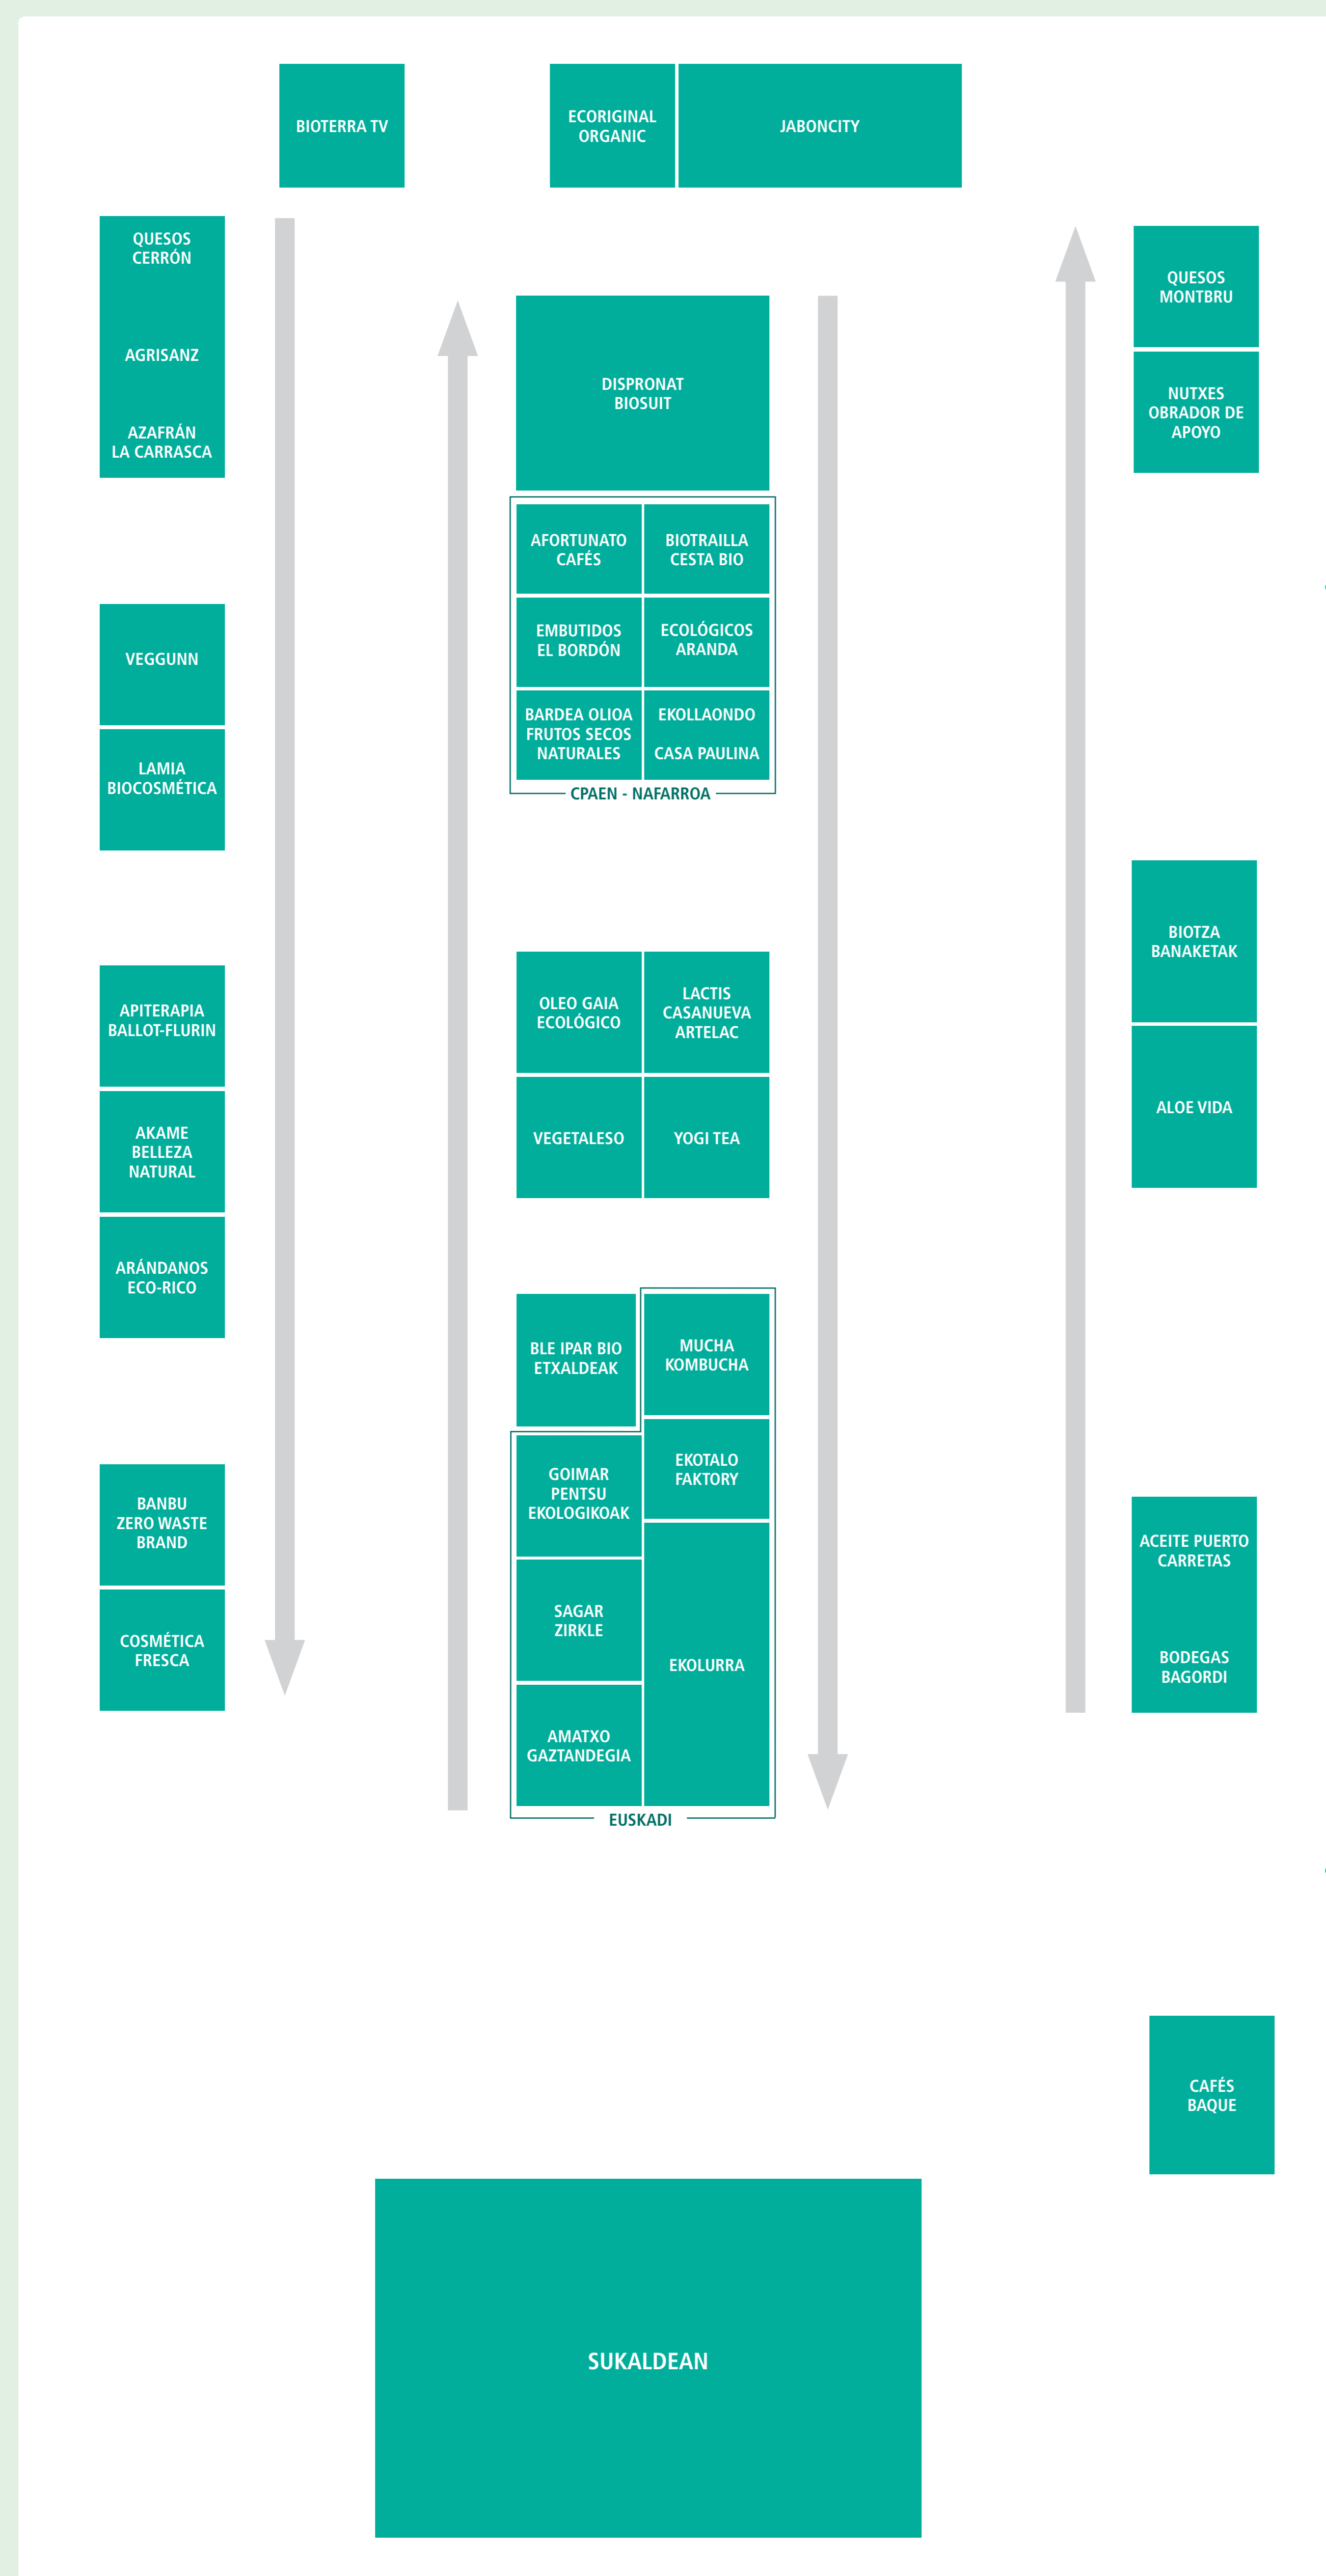 BIOTERRA TV
ECORIGINAL
ORGANIC
JABONCITY
QUESOS
CERRÓN
AGRISANZ
AZAFRÁN
LA CARRASCA
VEGGUNN
LAMIA
BIOCOSMÉTICA
APITERAPIA
BALLOT-FLURIN
AKAME
BELLEZA
NATURAL
ARÁNDANOS
ECO-RICO
BANBU
ZERO WASTE
BRAND
COSMÉTICA
FRESCA
DISPRONAT
BIOSUIT
AFORTUNATO
CAFÉS
BIOTRAILLA
CESTA BIO
EMBUTIDOS
EL BORDÓN
ECOLÓGICOS
ARANDA
BARDEA OLIOA
FRUTOS SECOS
NATURALES
EKOLLAONDO
CASA PAULINA
CPAEN - NAFARROA
OLEO GAIA
ECOLÓGICO
LACTIS
CASANUEVA
ARTELAC
VEGETALESO
YOGI TEA
BLE IPAR BIO
ETXALDEAK
MUCHA
KOMBUCHA
EKOTALO
FAKTORY
GOIMAR
PENTSU
EKOLOGIKOAK
SAGAR
ZIRKLE
EKOLURRA
AMATXO
GAZTANDEGIA
EUSKADI
QUESOS
MONTBRU
NUTXES
OBRADOR DE
APOYO
BIOTZA
BANAKETAK
ALOE VIDA
ACEITE PUERTO
CARRETAS
BODEGAS
BAGORDI
CAFÉS
BAQUE
SUKALDEAN